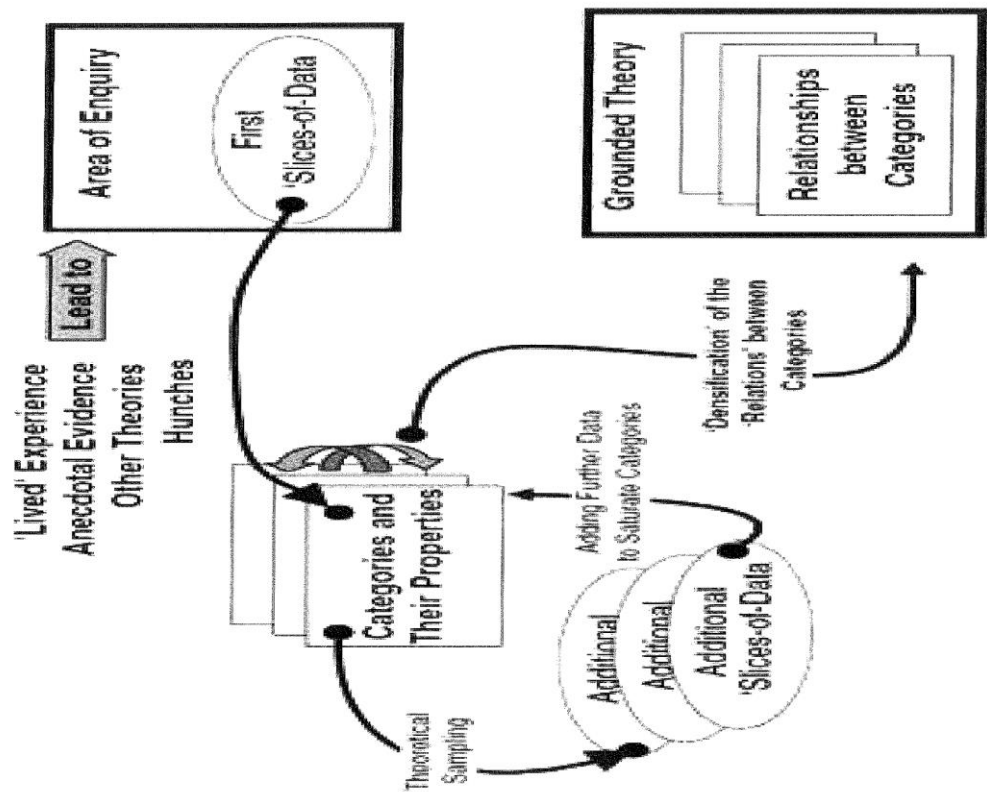 'Lived' Experience
Anecdotal Evidence
Other Theories
Hunches
Lead to
Area of Enquiry
First
'Slices-of-Data
Categories and
Their Properties
Theoretical
Sampling
Additional
Additional
Additional
'Slices-of-Data
Adding Further Data
to Saturate Categories
'Densification' of the
'Relations' between
Categories
Grounded Theory
Relationships
between
Categories